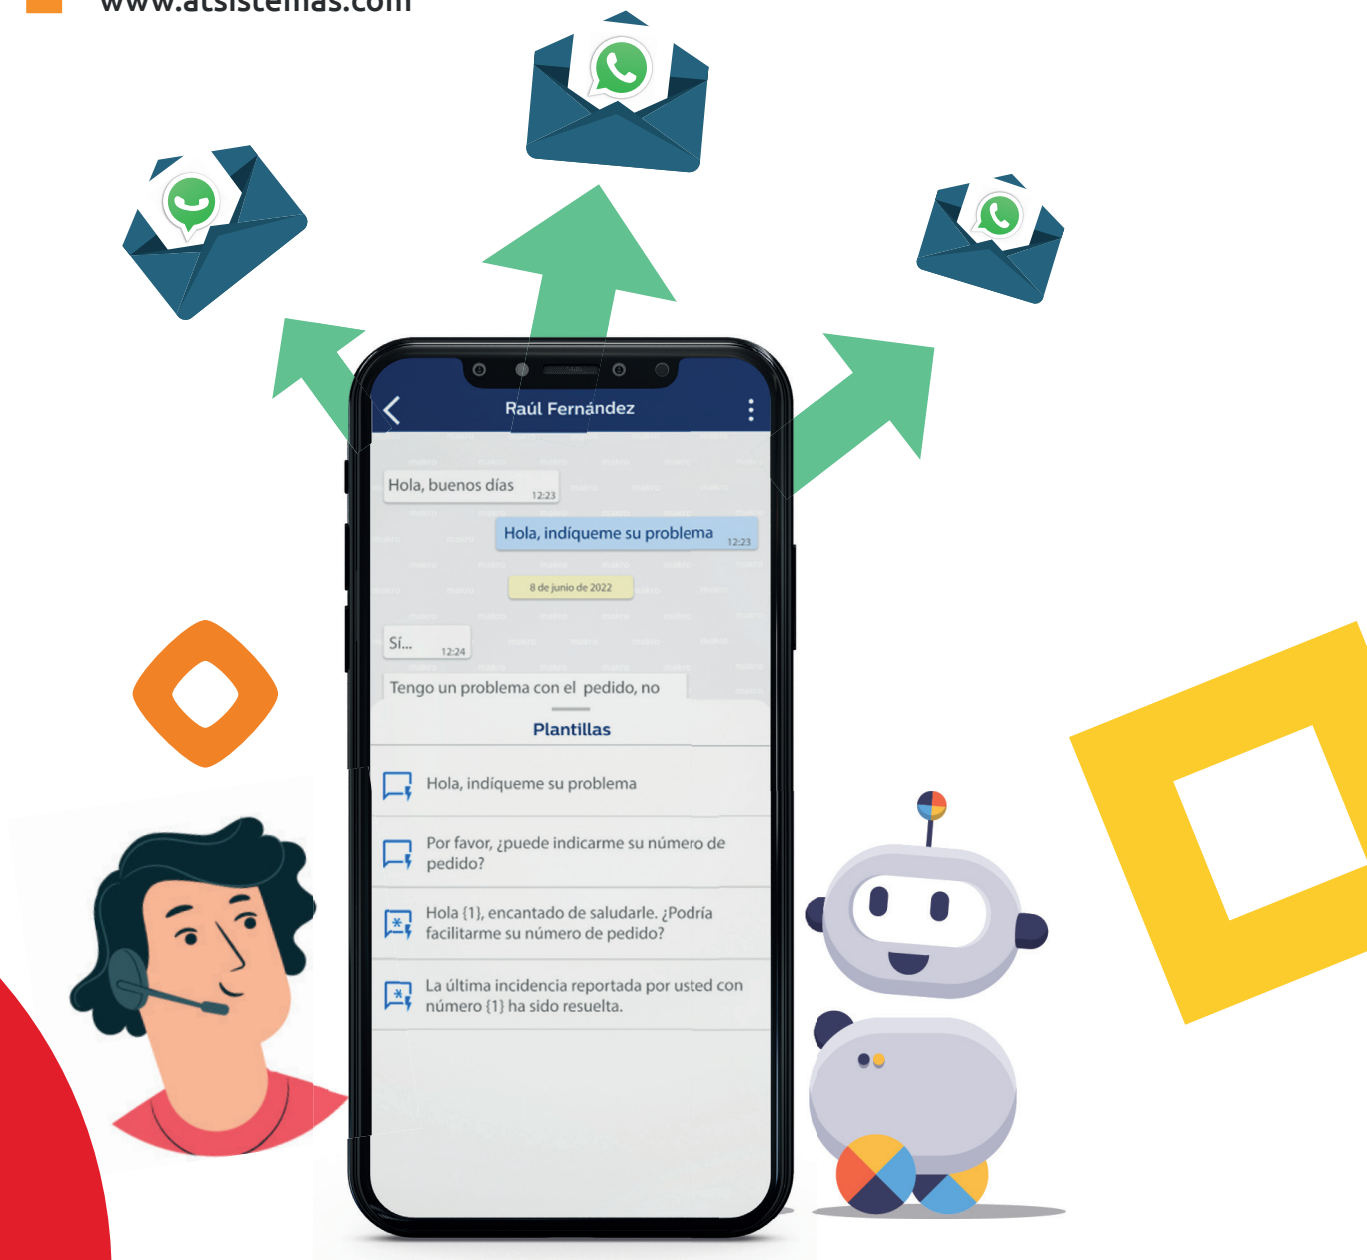 www.atsistemas.com
Raúl Fernández
Hola, buenos días
12:23
Hola, indíqueme su problema
12:23
8 de junio de 2022
Sí...
12:24
Tengo un problema con el pedido, no
Plantillas
Hola, indíqueme su problema
Por favor, ¿puede indicarme su número de
pedido?
Hola {1}, encantado de saludarle. ¿Podría
facilitarme su número de pedido?
La última incidencia reportada por usted con
número {1} ha sido resuelta.